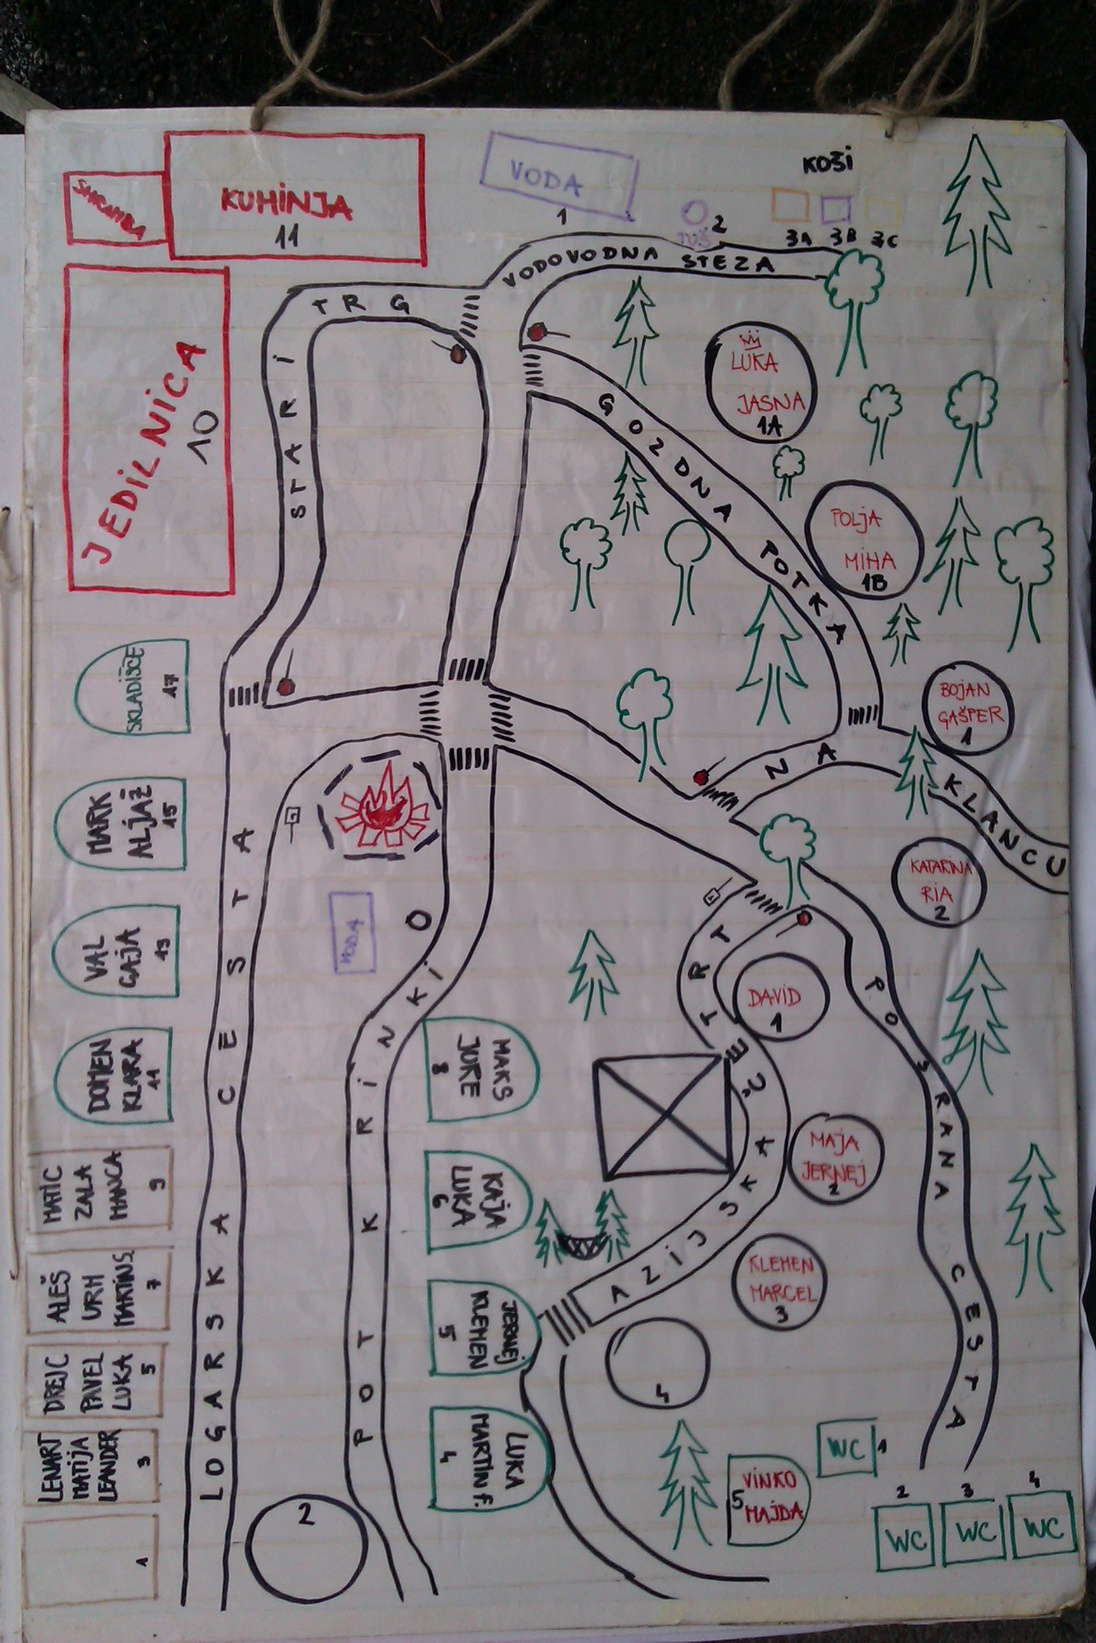 KUHINJA
11
VODA
1
TUŠ
2
KOŠI
3A
3B
3C
JEDILNICA
10
STARI TRG
VODOVODNA STEZA
GOZDNA POTKA
LUKA
JASNA
1A
POLJA
MIHA
1B
BOJAN
GAŠPER
1
NA KLANCU
KATARINA
RIA
2
SKLADIŠČE
17
MARK
ALJAŽ
15
VAL
GAJA
13
DOMEN
KLARA
11
MATIC
ZALA
MANCA
9
ALEŠ
URH
MARTIN S.
7
DREJC
PAVEL
LUKA
5
LENART
MATIJA
LEANDER
3
1
LOGARSKA CESTA
VODA
POT K RINKI
O
2
MAKS
JURE
8
KAJA
LUKA
6
JERNEJ
KLEMEN
5
LUKA
MARTIN F.
4
AZIJSKA
TRT
DAVID
1
MAJA
JERNEJ
2
KLEMEN
MARCEL
3
4
VINKO
MAJDA
5
POSRANA CESTA
WC
1
WC
2
WC
3
WC
4